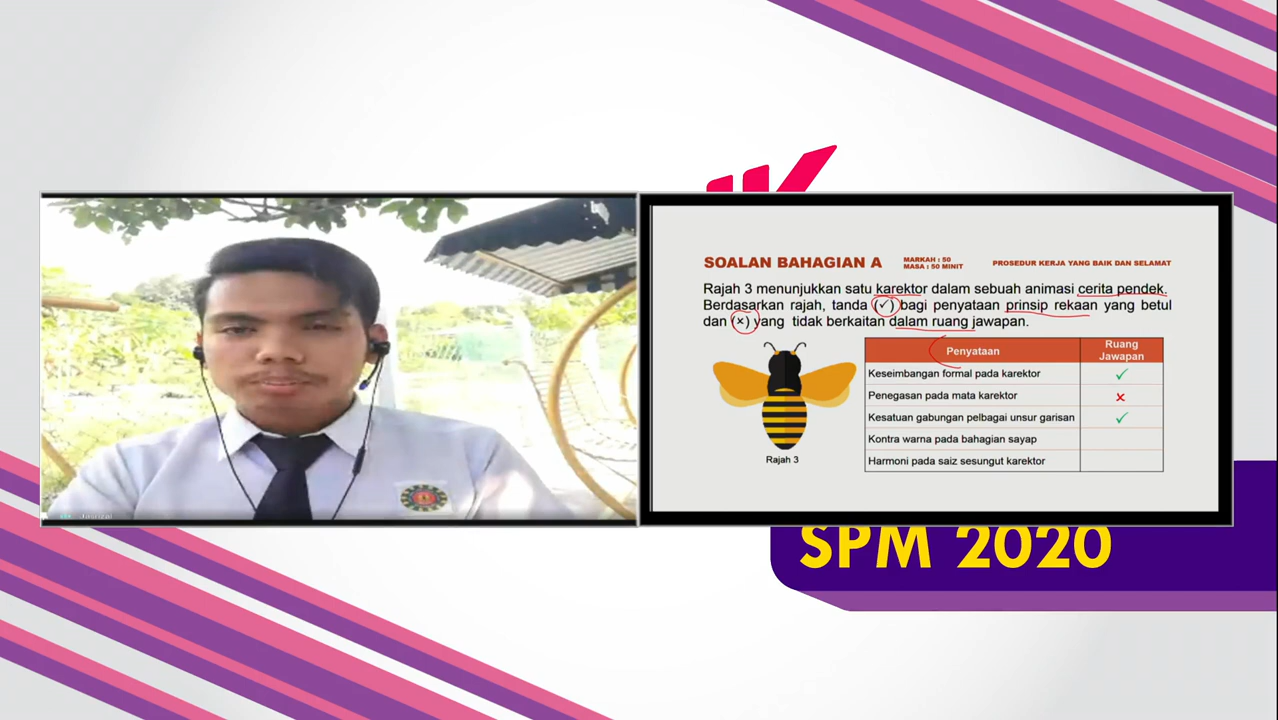 SOALAN BAHAGIAN A
MARKAH : 50
MASA : 50 MINIT
PROSEDUR KERJA YANG BAIK DAN SELAMAT
Rajah 3 menunjukkan satu karektor dalam sebuah animasi cerita pendek.
Berdasarkan rajah, tanda (✓) bagi penyataan prinsip rekaan yang betul
dan (×) yang tidak berkaitan dalam ruang jawapan.
Penyataan
Ruang
Jawapan
Keseimbangan formal pada karektor ✓
Penegasan pada mata karektor ×
Kesatuan gabungan pelbagai unsur garisan ✓
Kontra warna pada bahagian sayap
Harmoni pada saiz sesungut karektor
Rajah 3
SPM 2020